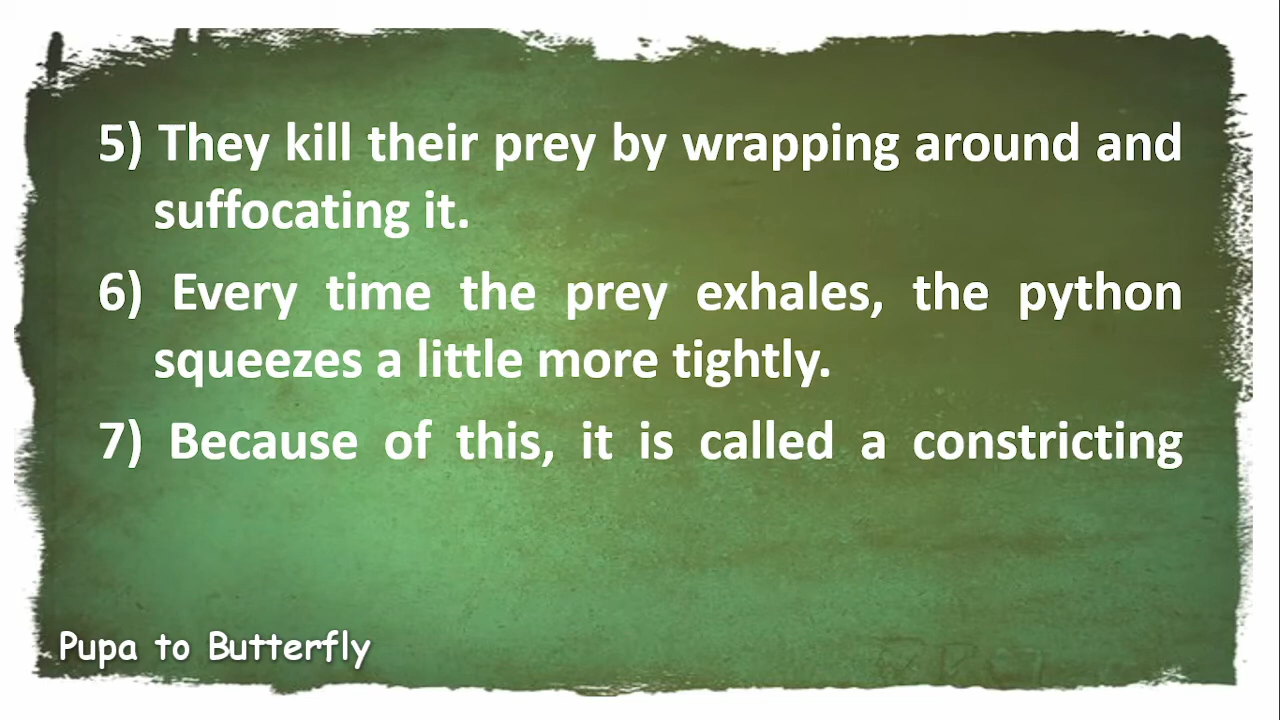 5) They kill their prey by wrapping around and
suffocating it.
6) Every time the prey exhales, the python
squeezes a little more tightly.
7) Because of this, it is called a constricting
Pupa to Butterfly